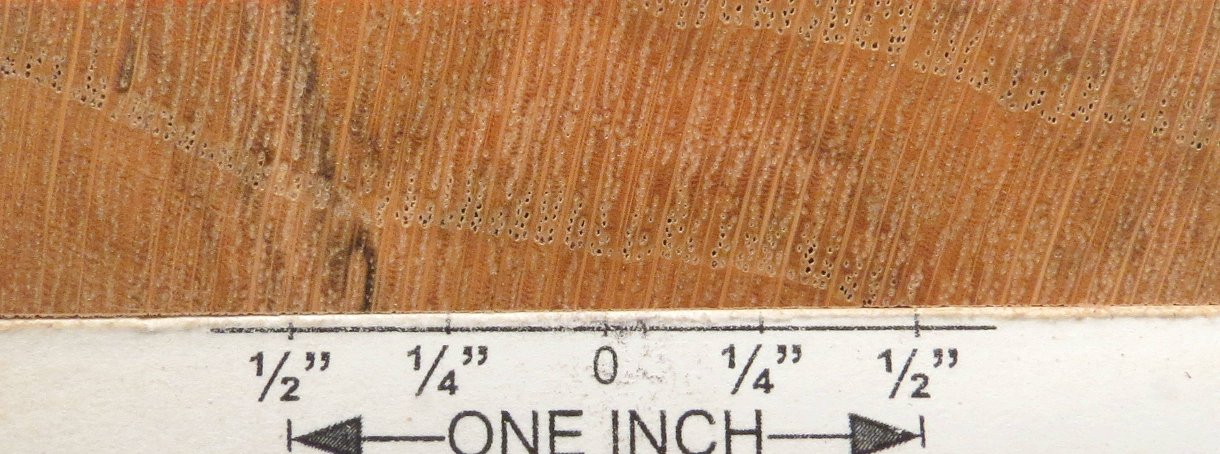 ½” ¼” 0 ¼” ½”
ONE INCH